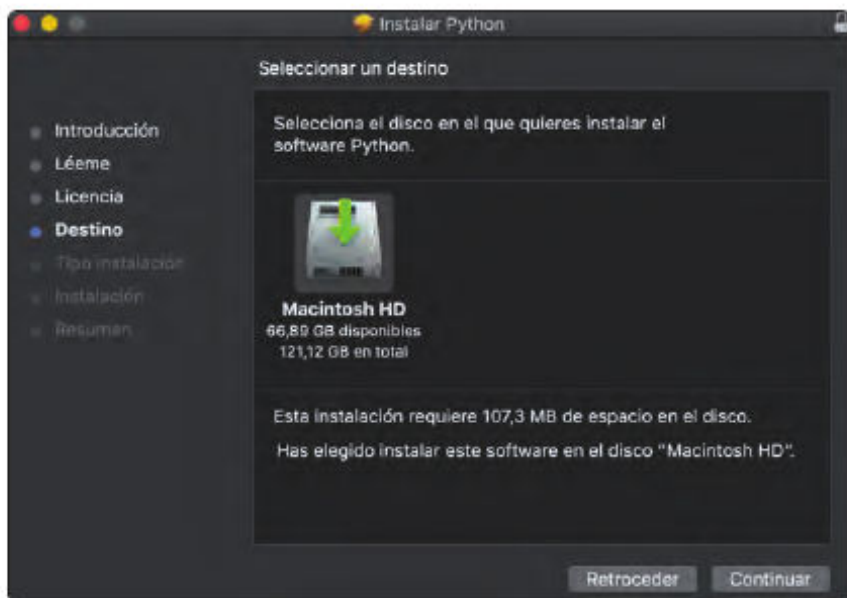 Instalar Python
Seleccionar un destino
Introducción
Léeme
Licencia
Destino
Tipo instalación
Instalación
Resumen
Selecciona el disco en el que quieres instalar el
software Python.
Macintosh HD
66,89 GB disponibles
121,12 GB en total
Esta instalación requiere 107,3 MB de espacio en el disco.
Has elegido instalar este software en el disco "Macintosh HD".
Retroceder
Continuar